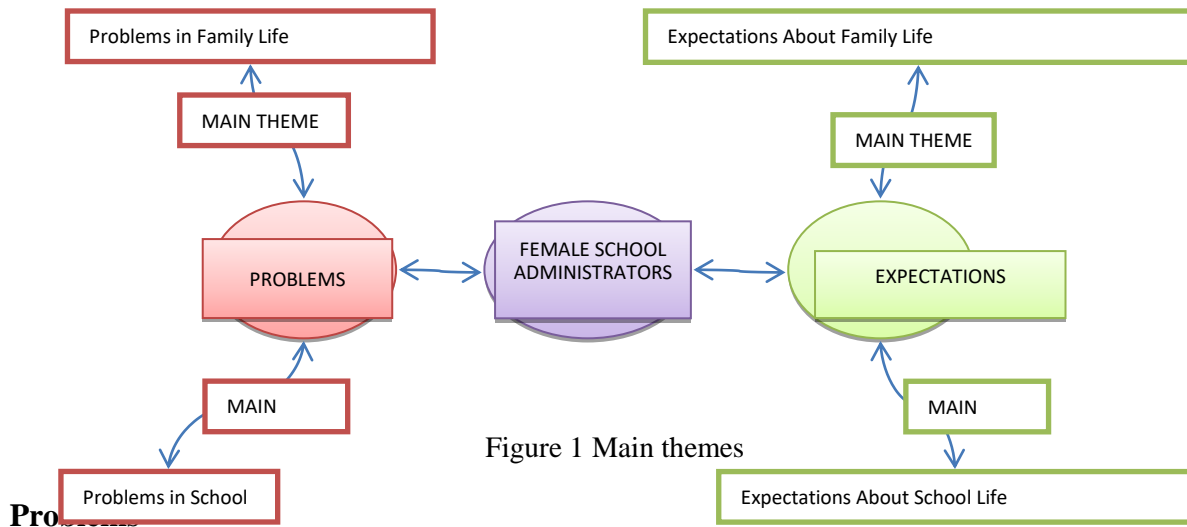 Problems in Family Life
Expectations About Family Life
MAIN THEME
MAIN THEME
PROBLEMS
FEMALE SCHOOL
ADMINISTRATORS
EXPECTATIONS
MAIN
MAIN
Figure 1 Main themes
Problems in School
Expectations About School Life
Problems